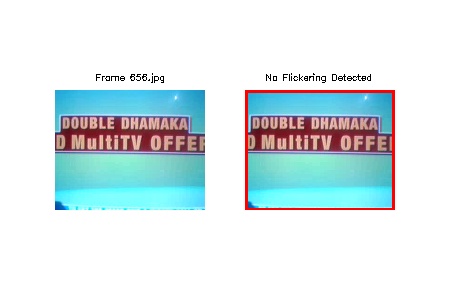 Frame 656.jpg
No Flickering Detected
DOUBLE DHAMAKA
D MultiTV OFFER
DOUBLE DHAMAKA
D MultiTV OFFER